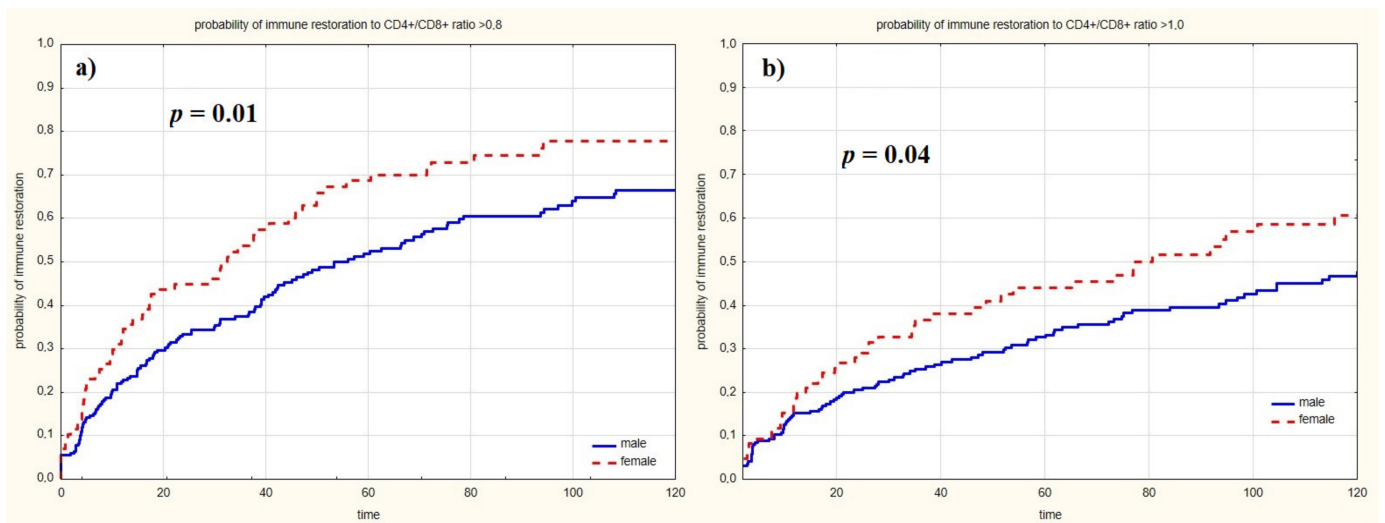 probability of immune restoration to CD4+/CD8+ ratio >0,8
a)
p = 0.01
probability of immune restoration
1,0
0,9
0,8
0,7
0,6
0,5
0,4
0,3
0,2
0,1
0,0
male
female
0 20 40 60 80 100 120
time
probability of immune restoration to CD4+/CD8+ ratio >1,0
b)
p = 0.04
probability of immune restoration
1,0
0,9
0,8
0,7
0,6
0,5
0,4
0,3
0,2
0,1
0,0
male
female
20 40 60 80 100 120
time